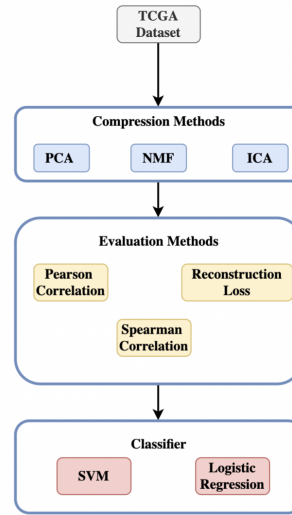 TCGA
Dataset
Compression Methods
PCA
NMF
ICA
Evaluation Methods
Pearson
Correlation
Reconstruction
Loss
Spearman
Correlation
Classifier
SVM
Logistic
Regression